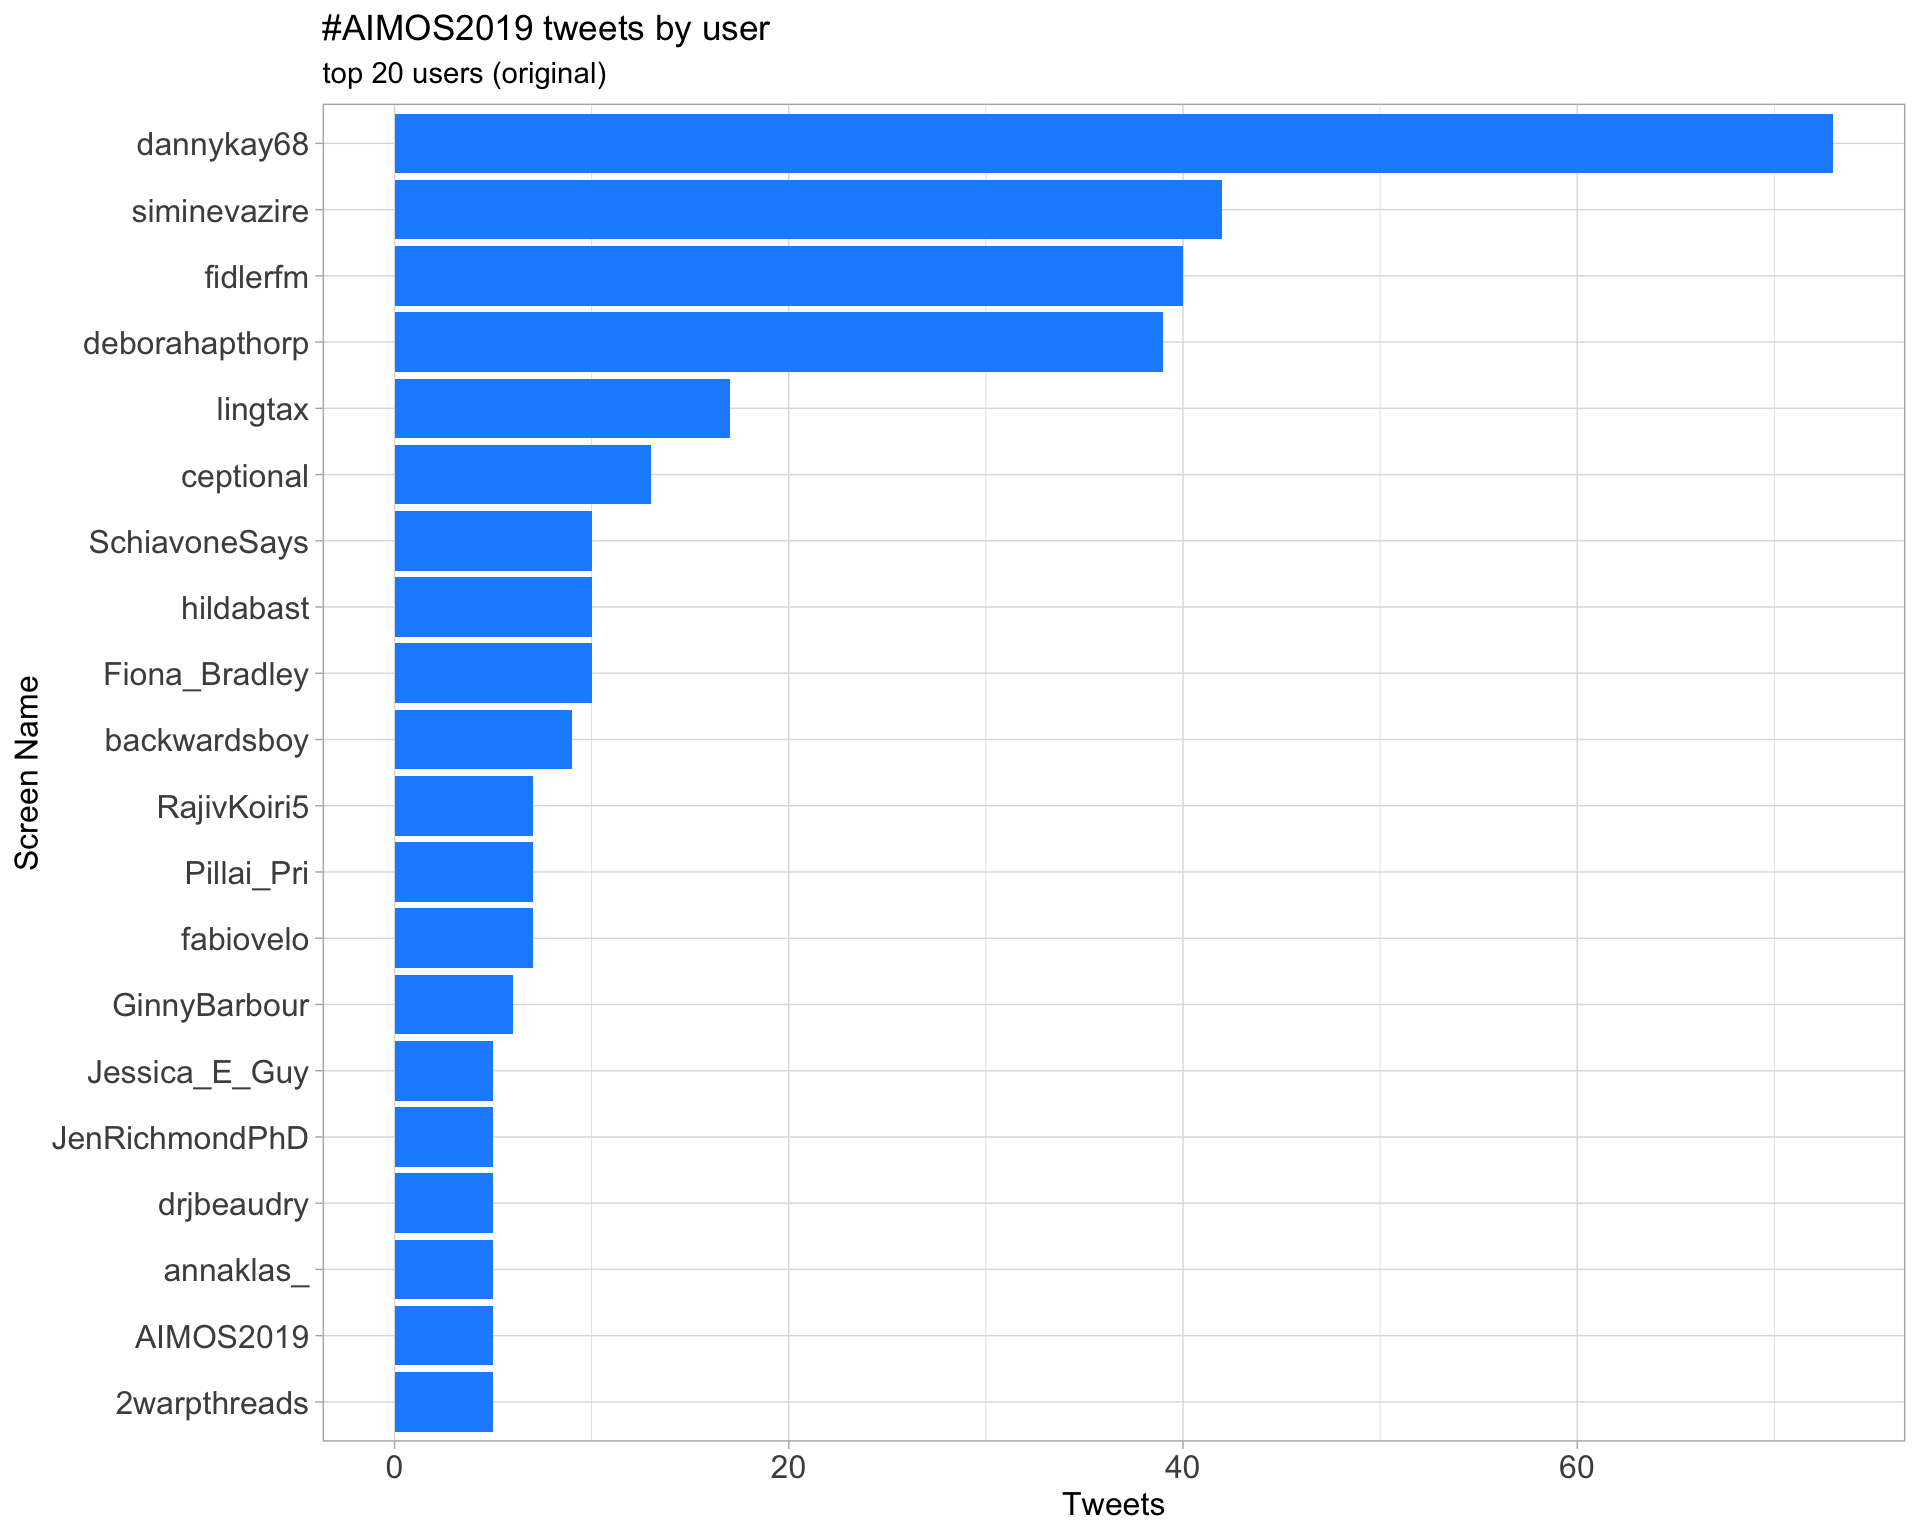 #AIMOS2019 tweets by user
top 20 users (original)
Screen Name
dannykay68
siminevazire
fidlerfm
deborahapthorp
lingtax
ceptional
SchiavoneSays
hildabast
Fiona_Bradley
backwardsboy
RajivKoiri5
Pillai_Pri
fabiovelo
GinnyBarbour
Jessica_E_Guy
JenRichmondPhD
drjbeaudry
annaklas_
AIMOS2019
2warpthreads
0 20 40 60
Tweets